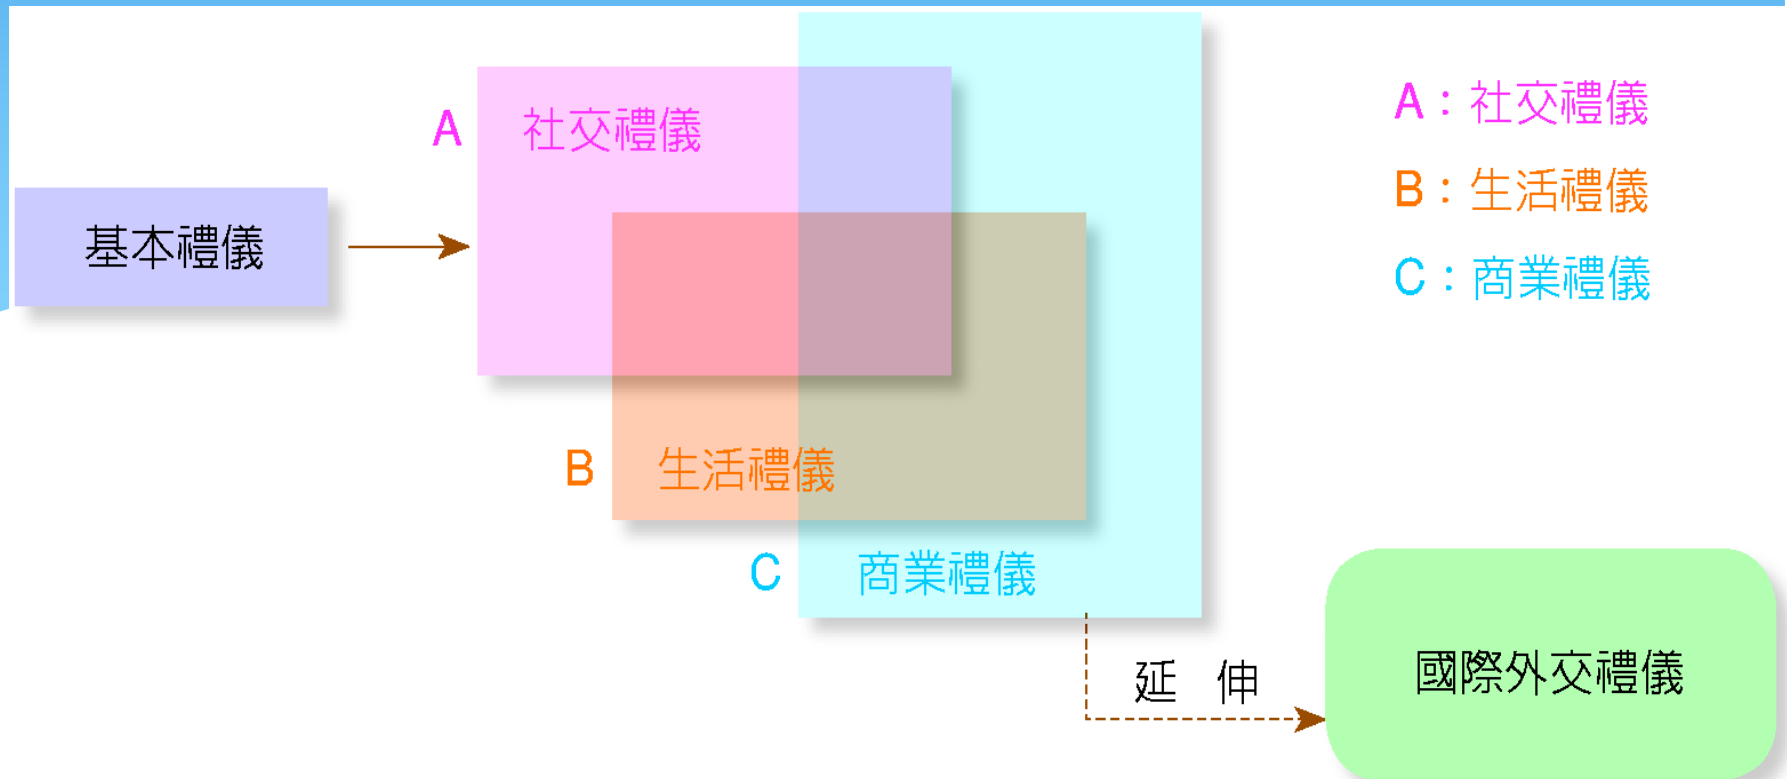 A 社交禮儀
基本禮儀
B 生活禮儀
C 商業禮儀
A：社交禮儀
B：生活禮儀
C：商業禮儀
延 伸
國際外交禮儀